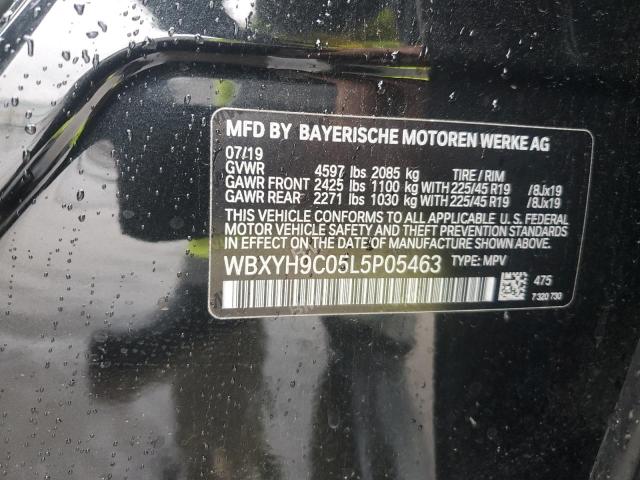 MFD BY BAYERISCHE MOTOREN WERKE AG
07/19
GVWR 4597 lbs 2085 kg TIRE / RIM
GAWR FRONT 2425 lbs 1100 kg WITH 225/45 R19 /8Jx19
GAWR REAR 2271 lbs 1030 kg WITH 225/45 R19 /8Jx19
THIS VEHICLE CONFORMS TO ALL APPLICABLE U. S. FEDERAL
MOTOR VEHICLE SAFETY AND THEFT PREVENTION STANDARDS
IN EFFECT ON THE DATE OF MANUFACTURE SHOWN ABOVE.
WBXYH9C05L5P05463 TYPE: MPV
475
7 320 730